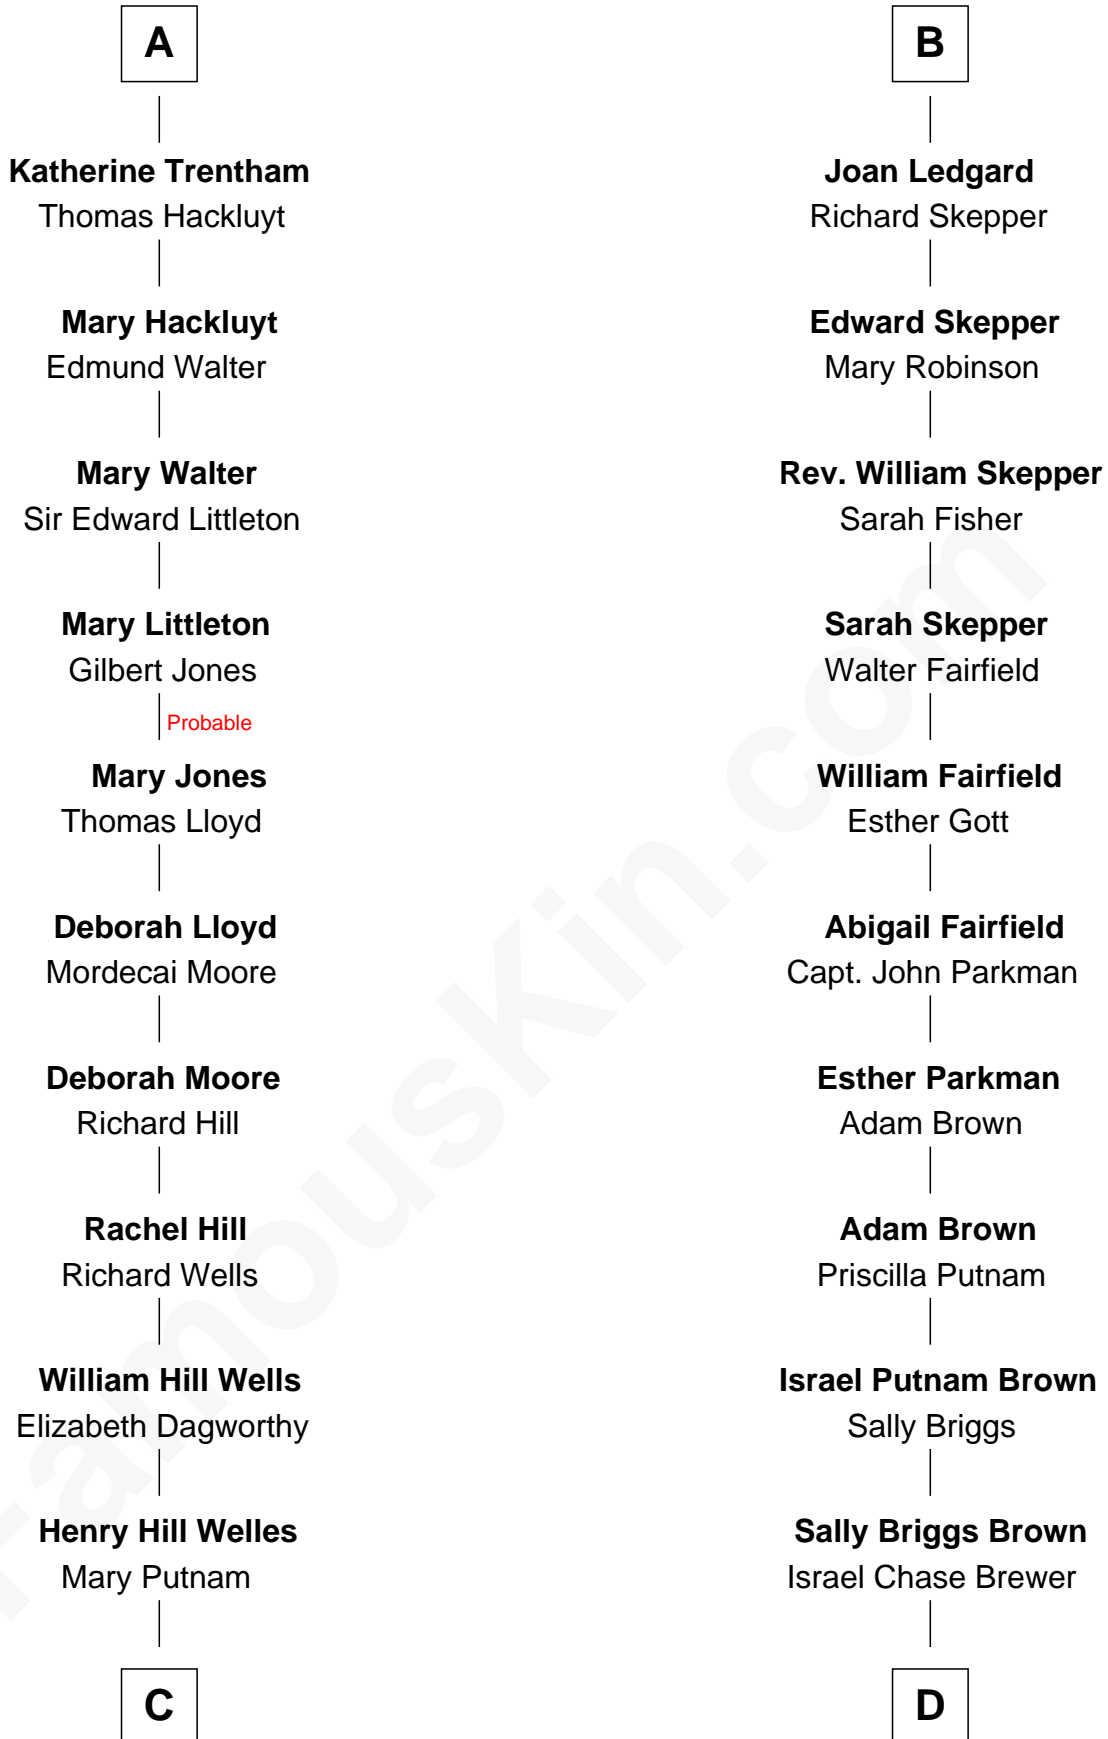 A
Katherine Trentham
Thomas Hackluyt
Mary Hackluyt
Edmund Walter
Mary Walter
Sir Edward Littleton
Mary Littleton
Gilbert Jones
Probable
Mary Jones
Thomas Lloyd
Deborah Lloyd
Mordecai Moore
Deborah Moore
Richard Hill
Rachel Hill
Richard Wells
William Hill Wells
Elizabeth Dagworthy
Henry Hill Welles
Mary Putnam
C
B
Joan Ledgard
Richard Skepper
Edward Skepper
Mary Robinson
Rev. William Skepper
Sarah Fisher
Sarah Skepper
Walter Fairfield
William Fairfield
Esther Gott
Abigail Fairfield
Capt. John Parkman
Esther Parkman
Adam Brown
Adam Brown
Priscilla Putnam
Israel Putnam Brown
Sally Briggs
Sally Briggs Brown
Israel Chase Brewer
D
FamousKin.com